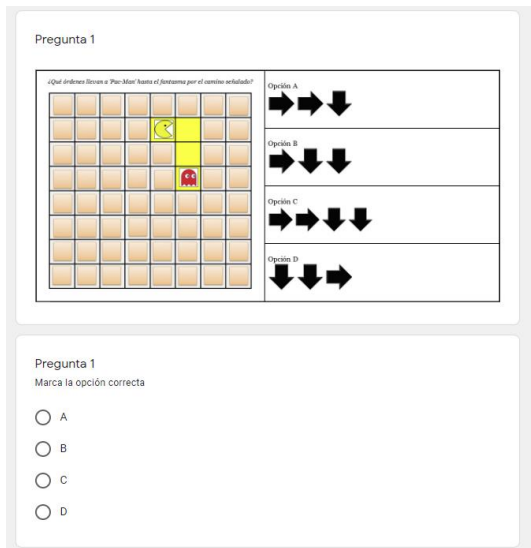 Pregunta 1
¿Qué órdenes llevan a 'Pac-Man' hasta el fantasma por el camino señalado?
Opción A
Opción B
Opción C
Opción D
Pregunta 1
Marca la opción correcta
A
B
C
D